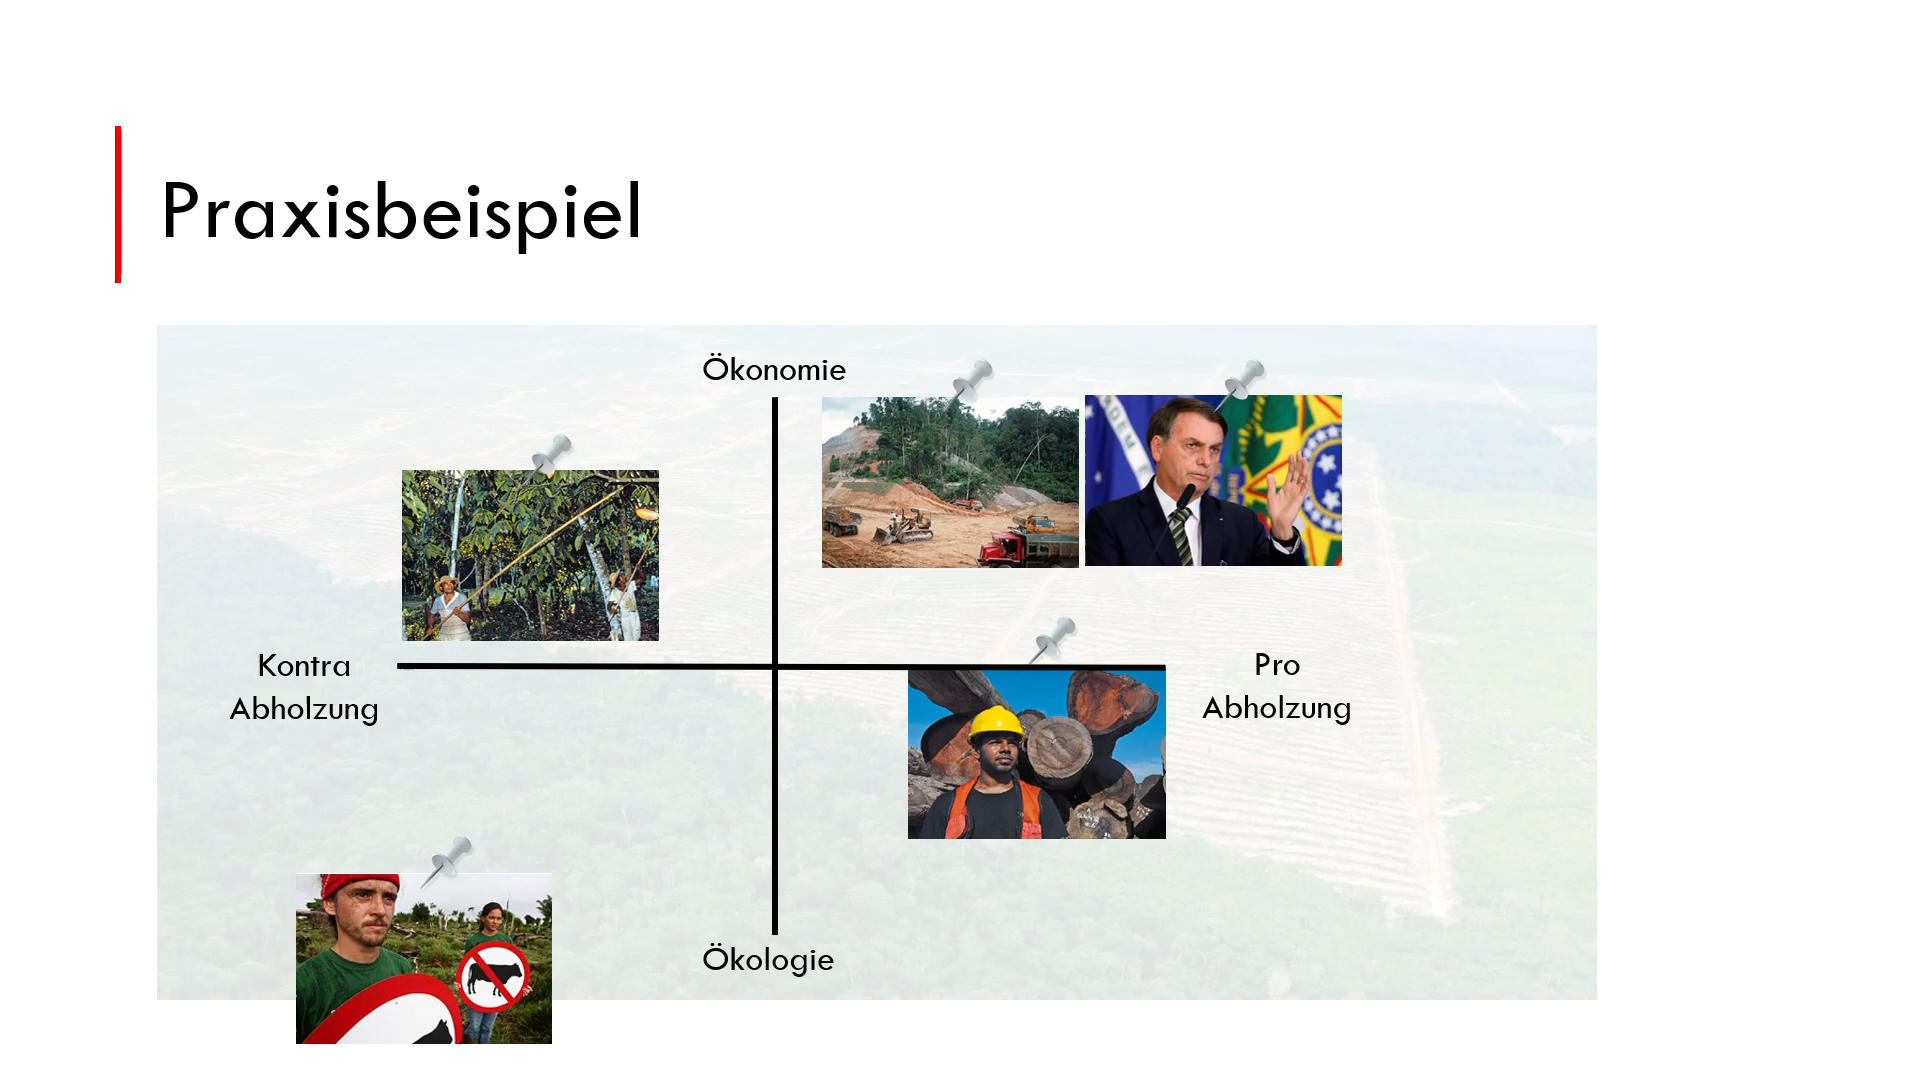 Praxisbeispiel
Ökonomie
Kontra
Abholzung
Pro
Abholzung
Ökologie